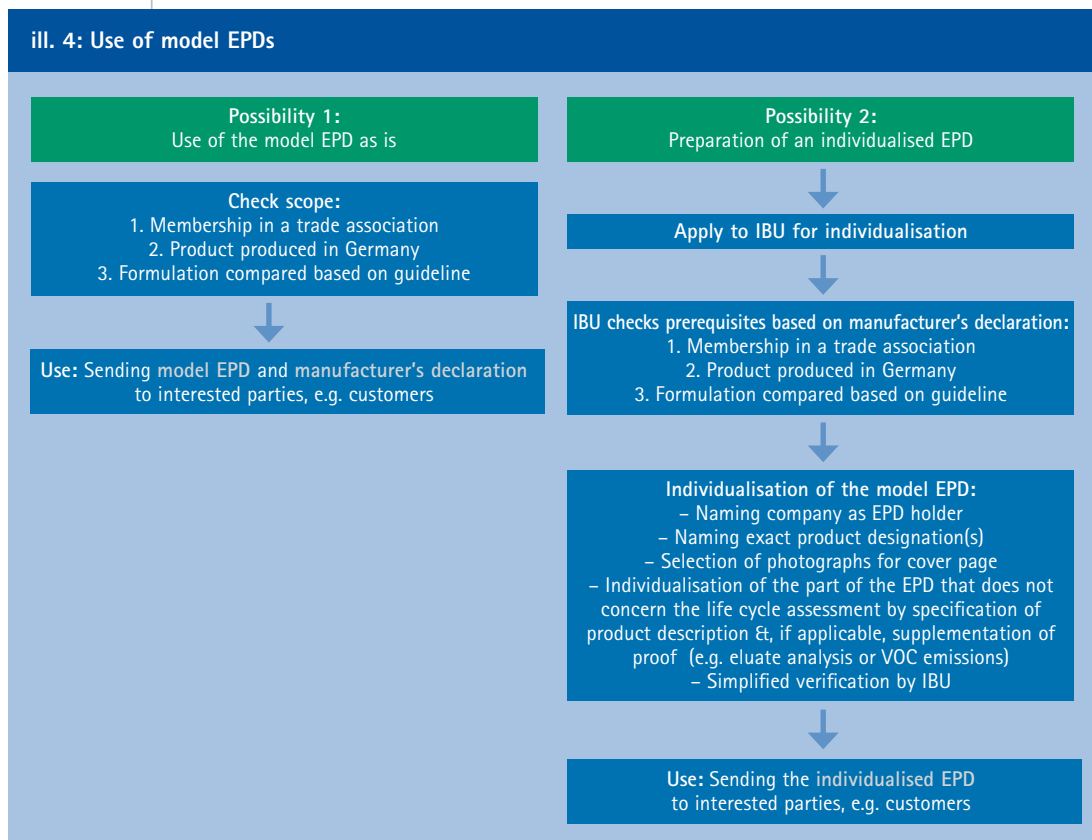 ill. 4: Use of model EPDs
Possibility 1:
Use of the model EPD as is
Check scope:
1. Membership in a trade association
2. Product produced in Germany
3. Formulation compared based on guideline
Use: Sending model EPD and manufacturer's declaration
to interested parties, e.g. customers
Possibility 2:
Preparation of an individualised EPD
Apply to IBU for individualisation
IBU checks prerequisites based on manufacturer's declaration:
1. Membership in a trade association
2. Product produced in Germany
3. Formulation compared based on guideline
Individualisation of the model EPD:
– Naming company as EPD holder
– Naming exact product designation(s)
– Selection of photographs for cover page
– Individualisation of the part of the EPD that does not
concern the life cycle assessment by specification of
product description &, if applicable, supplementation of
proof (e.g. eluate analysis or VOC emissions)
– Simplified verification by IBU
Use: Sending the individualised EPD
to interested parties, e.g. customers